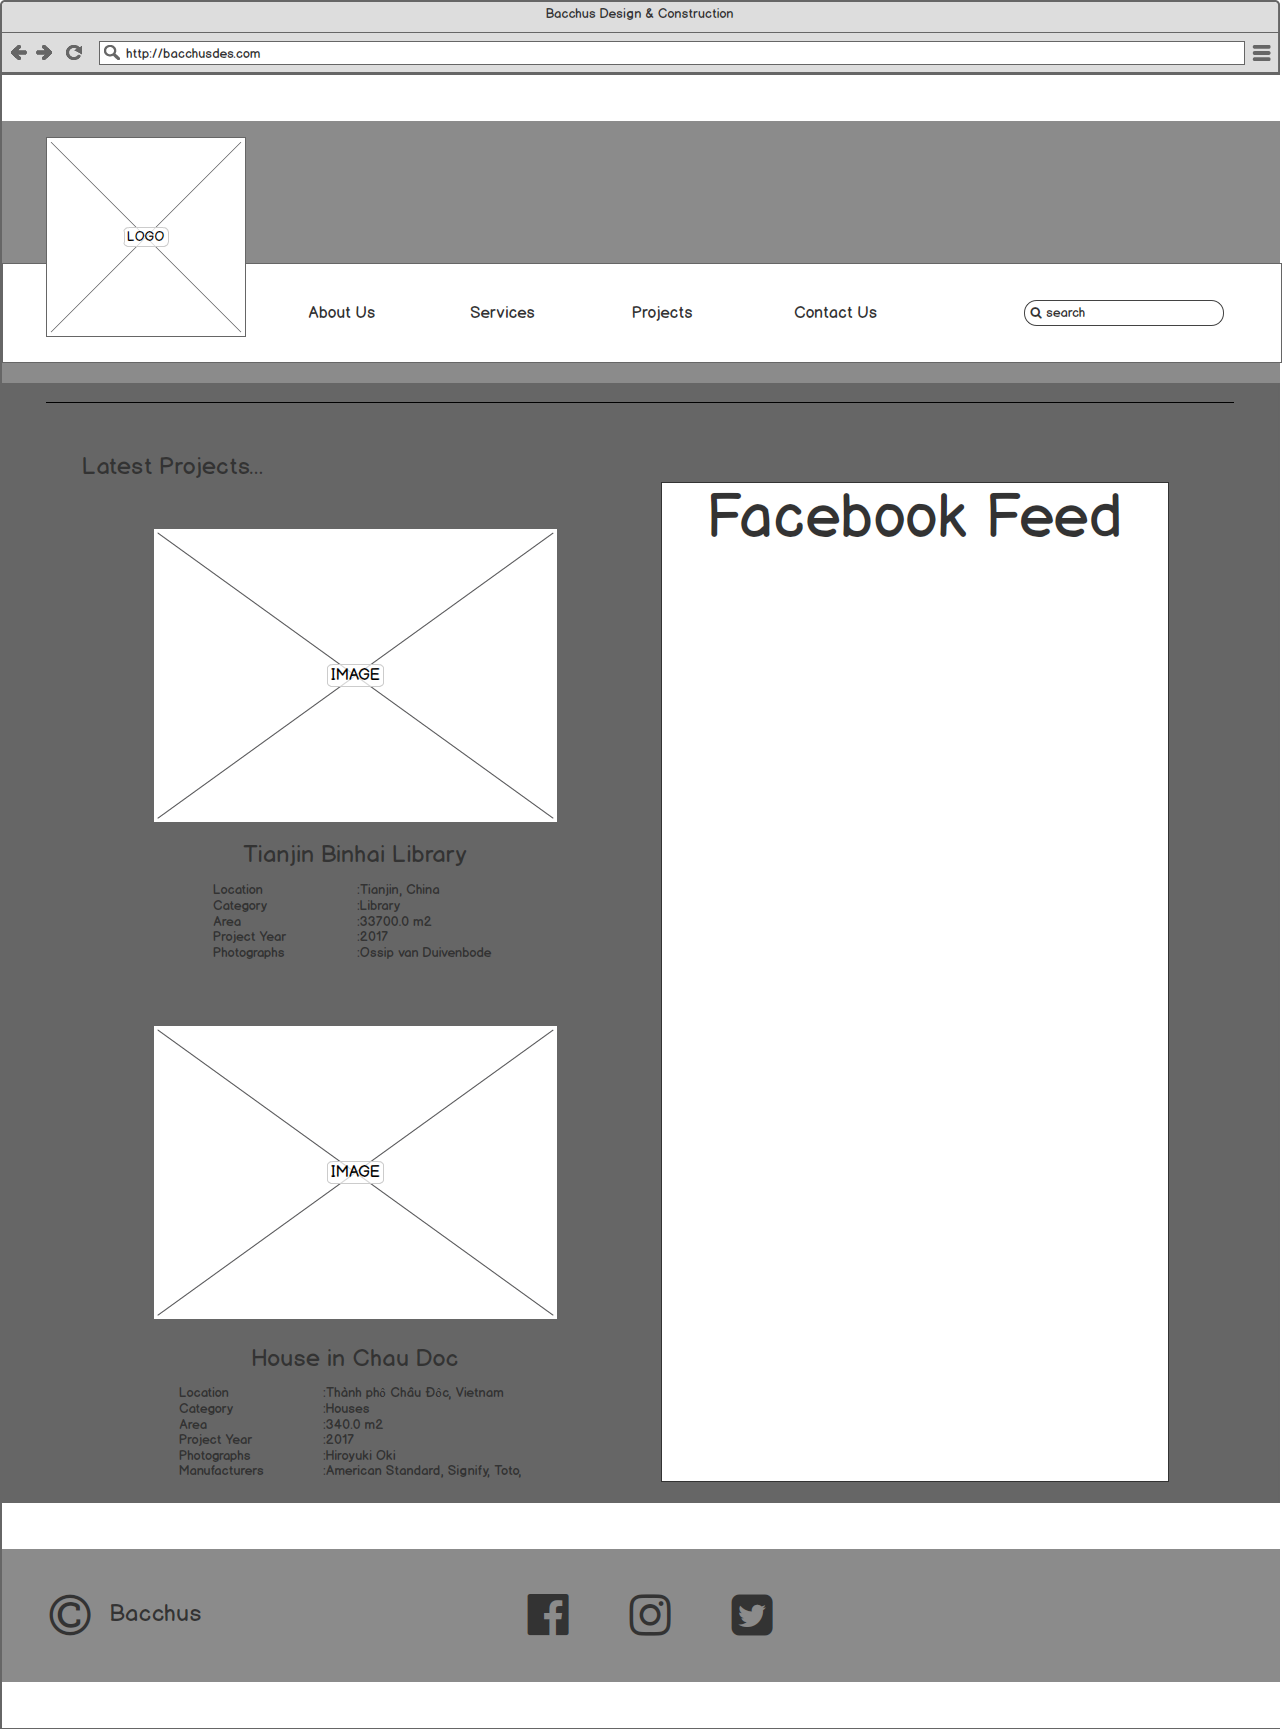 Bacchus Design & Construction
http://bacchusdes.com
LOGO
About Us
Services
Projects
Contact Us
search
Latest Projects...
Facebook Feed
IMAGE
Tianjin Binhai Library
Location :Tianjin, China
Category :Library
Area :33700.0 m2
Project Year :2017
Photographs :Ossip van Duivenbode
IMAGE
House in Chau Doc
Location :Thành phố Châu Đốc, Vietnam
Category :Houses
Area :340.0 m2
Project Year :2017
Photographs :Hiroyuki Oki
Manufacturers :American Standard, Signify, Toto,
© Bacchus